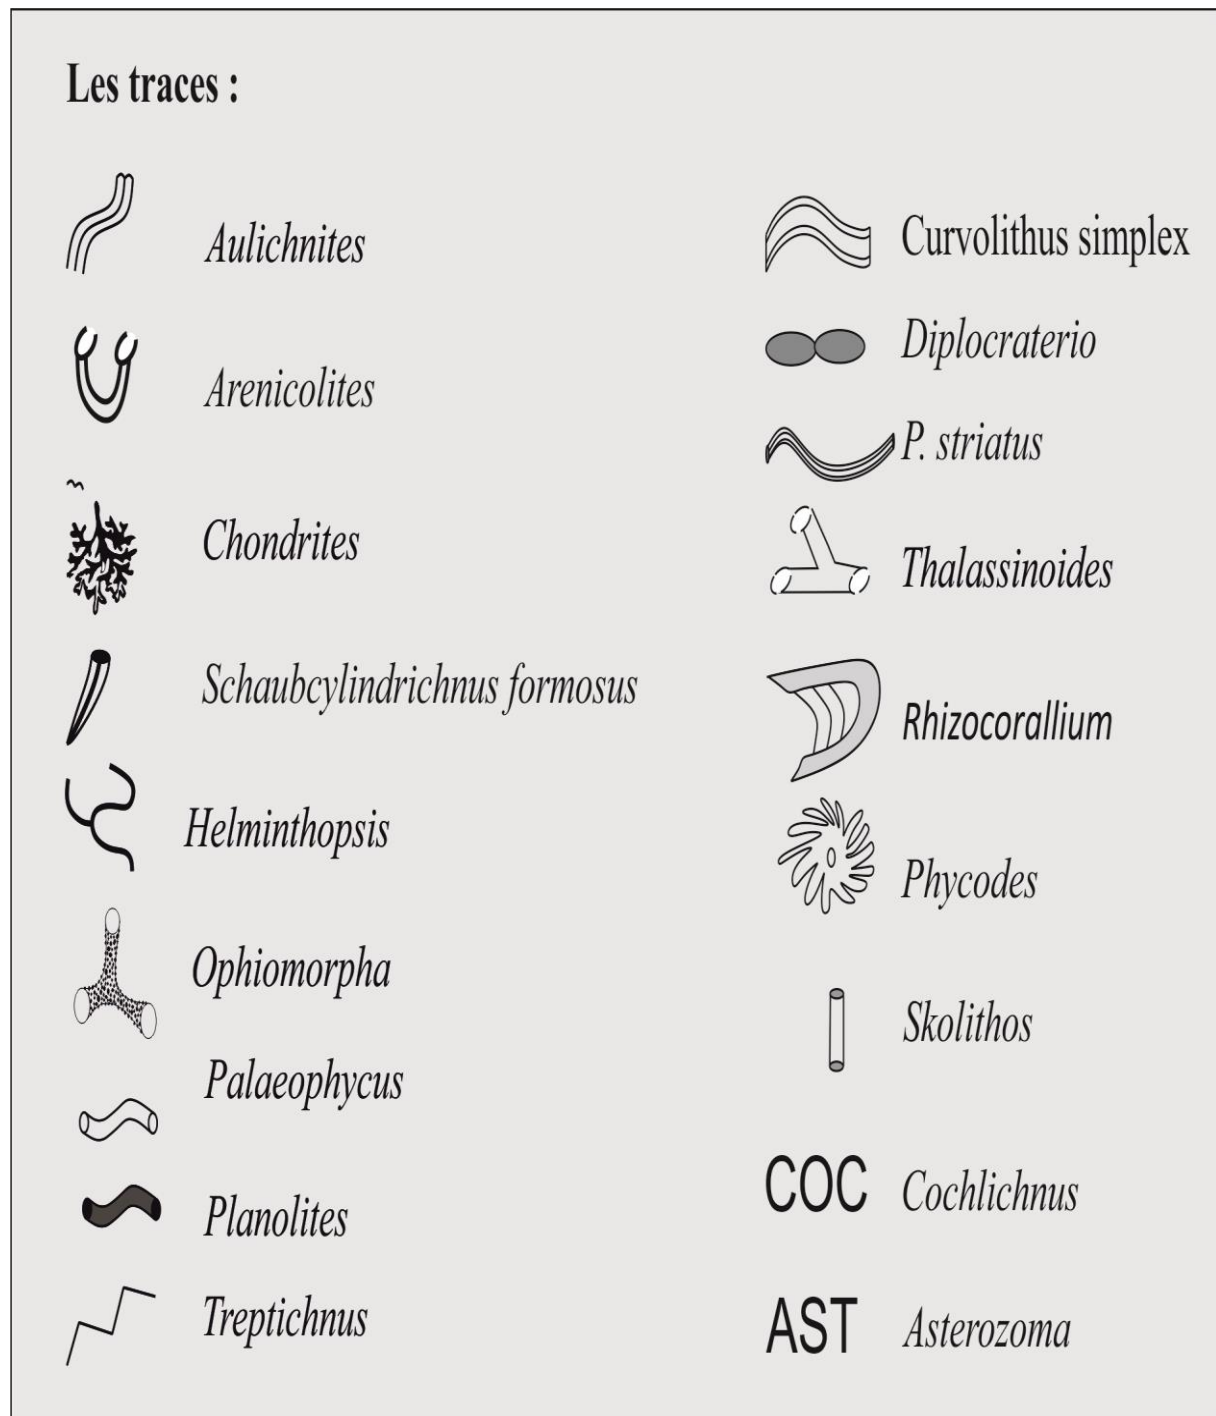 Les traces :
Aulichnites
Arenicolites
Chondrites
Schaubcylindrichnus formosus
Helminthopsis
Ophiomorpha
Palaeophycus
Planolites
Treptichnus
Curvolithus simplex
Diplocraterio
P. striatus
Thalassinoides
Rhizocorallium
Phycodes
Skolithos
COC Cochlichnus
AST Asterozoma